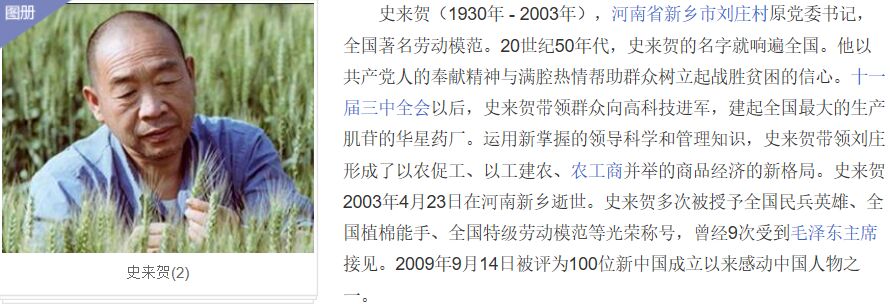 图册
史来贺(2)
史来贺（1930年 - 2003年），河南省新乡市刘庄村原党委书记，
全国著名劳动模范。20世纪50年代，史来贺的名字就响遍全国。他以
共产党人的奉献精神与满腔热情帮助群众树立起战胜贫困的信心。十一
届三中全会以后，史来贺带领群众向高科技进军，建起全国最大的生产
肌苷的华星药厂。运用新掌握的领导科学和管理知识，史来贺带领刘庄
形成了以农促工、以工建农、农工商并举的商品经济的新格局。史来贺
2003年4月23日在河南新乡逝世。史来贺多次被授予全国民兵英雄、全
国植棉能手、全国特级劳动模范等光荣称号，曾经9次受到毛泽东主席
接见。2009年9月14日被评为100位新中国成立以来感动中国人物之
一。